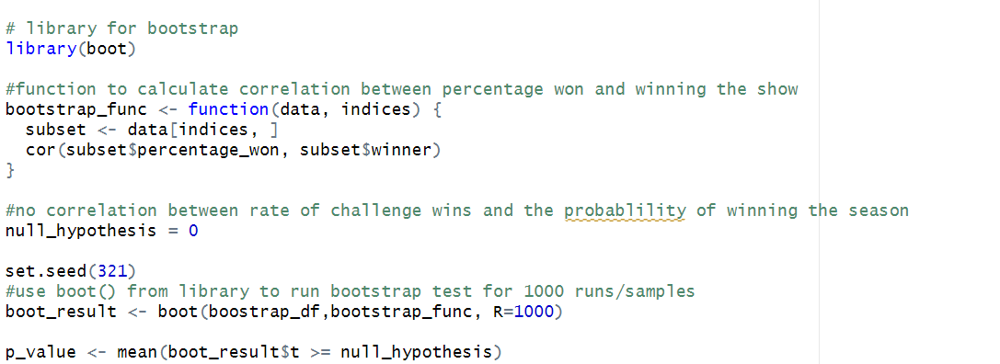 # library for bootstrap
library(boot)
#function to calculate correlation between percentage won and winning the show
bootstrap_func <- function(data, indices) {
  subset <- data[indices, ]
  cor(subset$percentage_won, subset$winner)
}
#no correlation between rate of challenge wins and the probablility of winning the season
null_hypothesis = 0
set.seed(321)
#use boot() from library to run bootstrap test for 1000 runs/samples
boot_result <- boot(boostrap_df,bootstrap_func, R=1000)
p_value <- mean(boot_result$t >= null_hypothesis)